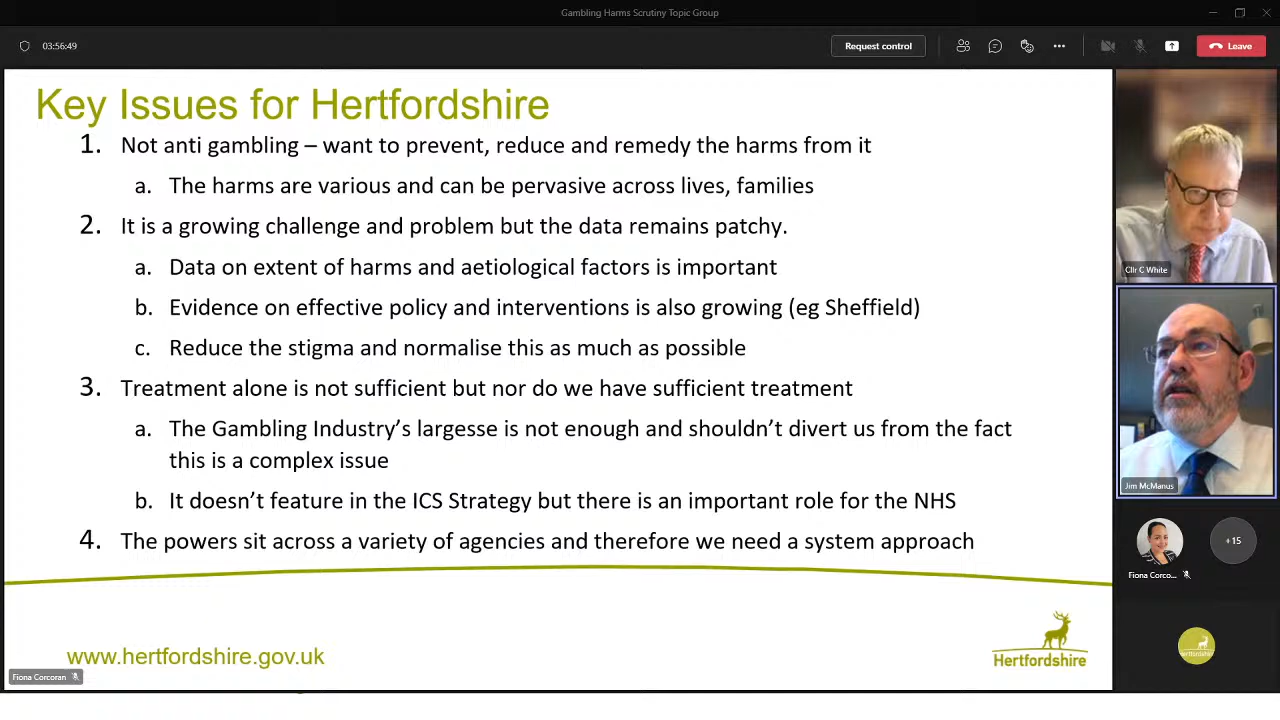 Gambling Harms Scrutiny Topic Group
03:56:49
Request control
Leave
Key Issues for Hertfordshire
1. Not anti gambling – want to prevent, reduce and remedy the harms from it
a. The harms are various and can be pervasive across lives, families
2. It is a growing challenge and problem but the data remains patchy.
a. Data on extent of harms and aetiological factors is important
b. Evidence on effective policy and interventions is also growing (eg Sheffield)
c. Reduce the stigma and normalise this as much as possible
3. Treatment alone is not sufficient but nor do we have sufficient treatment
a. The Gambling Industry’s largesse is not enough and shouldn’t divert us from the fact
this is a complex issue
b. It doesn’t feature in the ICS Strategy but there is an important role for the NHS
4. The powers sit across a variety of agencies and therefore we need a system approach
www.hertfordshire.gov.uk
Hertfordshire
Fiona Corcoran
Cllr C White
Jim McManus
Fiona Corco...
+15
Hertfordshire